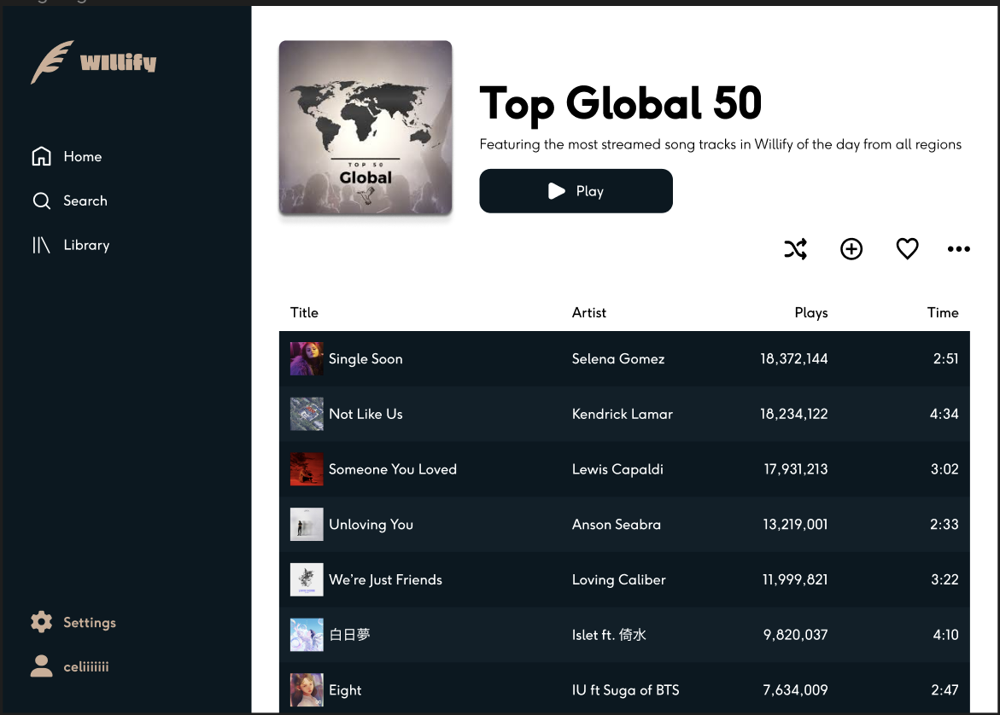 Willify
Home
Search
Library
Settings
celiiiiiii
TOP 50
Global
Top Global 50
Featuring the most streamed song tracks in Willify of the day from all regions
Play
Title Artist Plays Time
Single Soon Selena Gomez 18,372,144 2:51
Not Like Us Kendrick Lamar 18,234,122 4:34
Someone You Loved Lewis Capaldi 17,931,213 3:02
Unloving You Anson Seabra 13,219,001 2:33
We're Just Friends Loving Caliber 11,999,821 3:22
白日夢 Islet ft. 倚水 9,820,037 4:10
Eight IU ft Suga of BTS 7,634,009 2:47